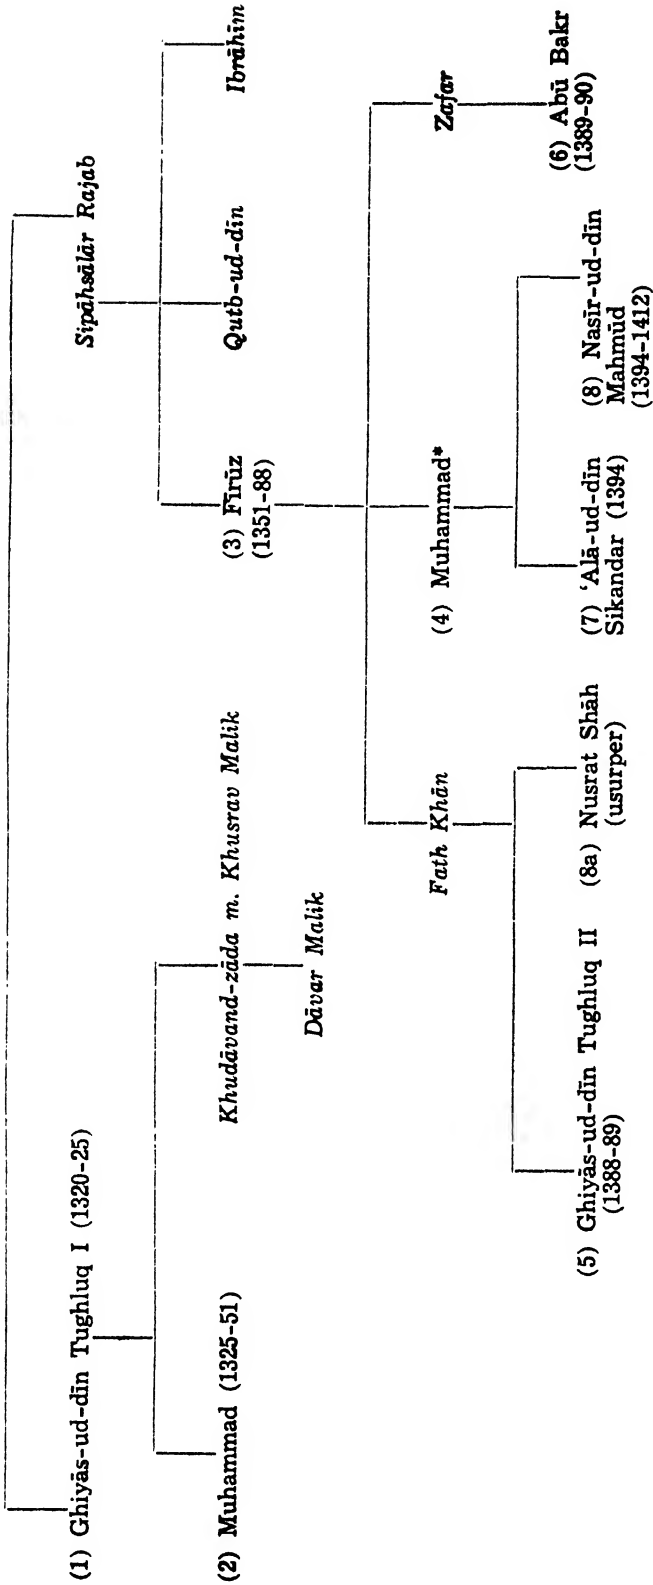 (1) Ghiyās-ud-dīn Tughluq I (1320-25)
Sipāhsālār Rajab
(2) Muhammad (1325-51)
Khudāvand-zāda m. Khusrav Malik
(3) Fīrūz
(1351-88)
Qutb-ud-dīn
Ibrāhīm
Dāvar Malik
Fath Khān
(4) Muhammad*
Zafar
(5) Ghiyās-ud-dīn Tughluq II
(1388-89)
(8a) Nusrat Shāh
(usurper)
(7) ‘Alā-ud-dīn
Sikandar (1394)
(8) Nasīr-ud-dīn
Mahmūd
(1394-1412)
(6) Abū Bakr
(1389-90)